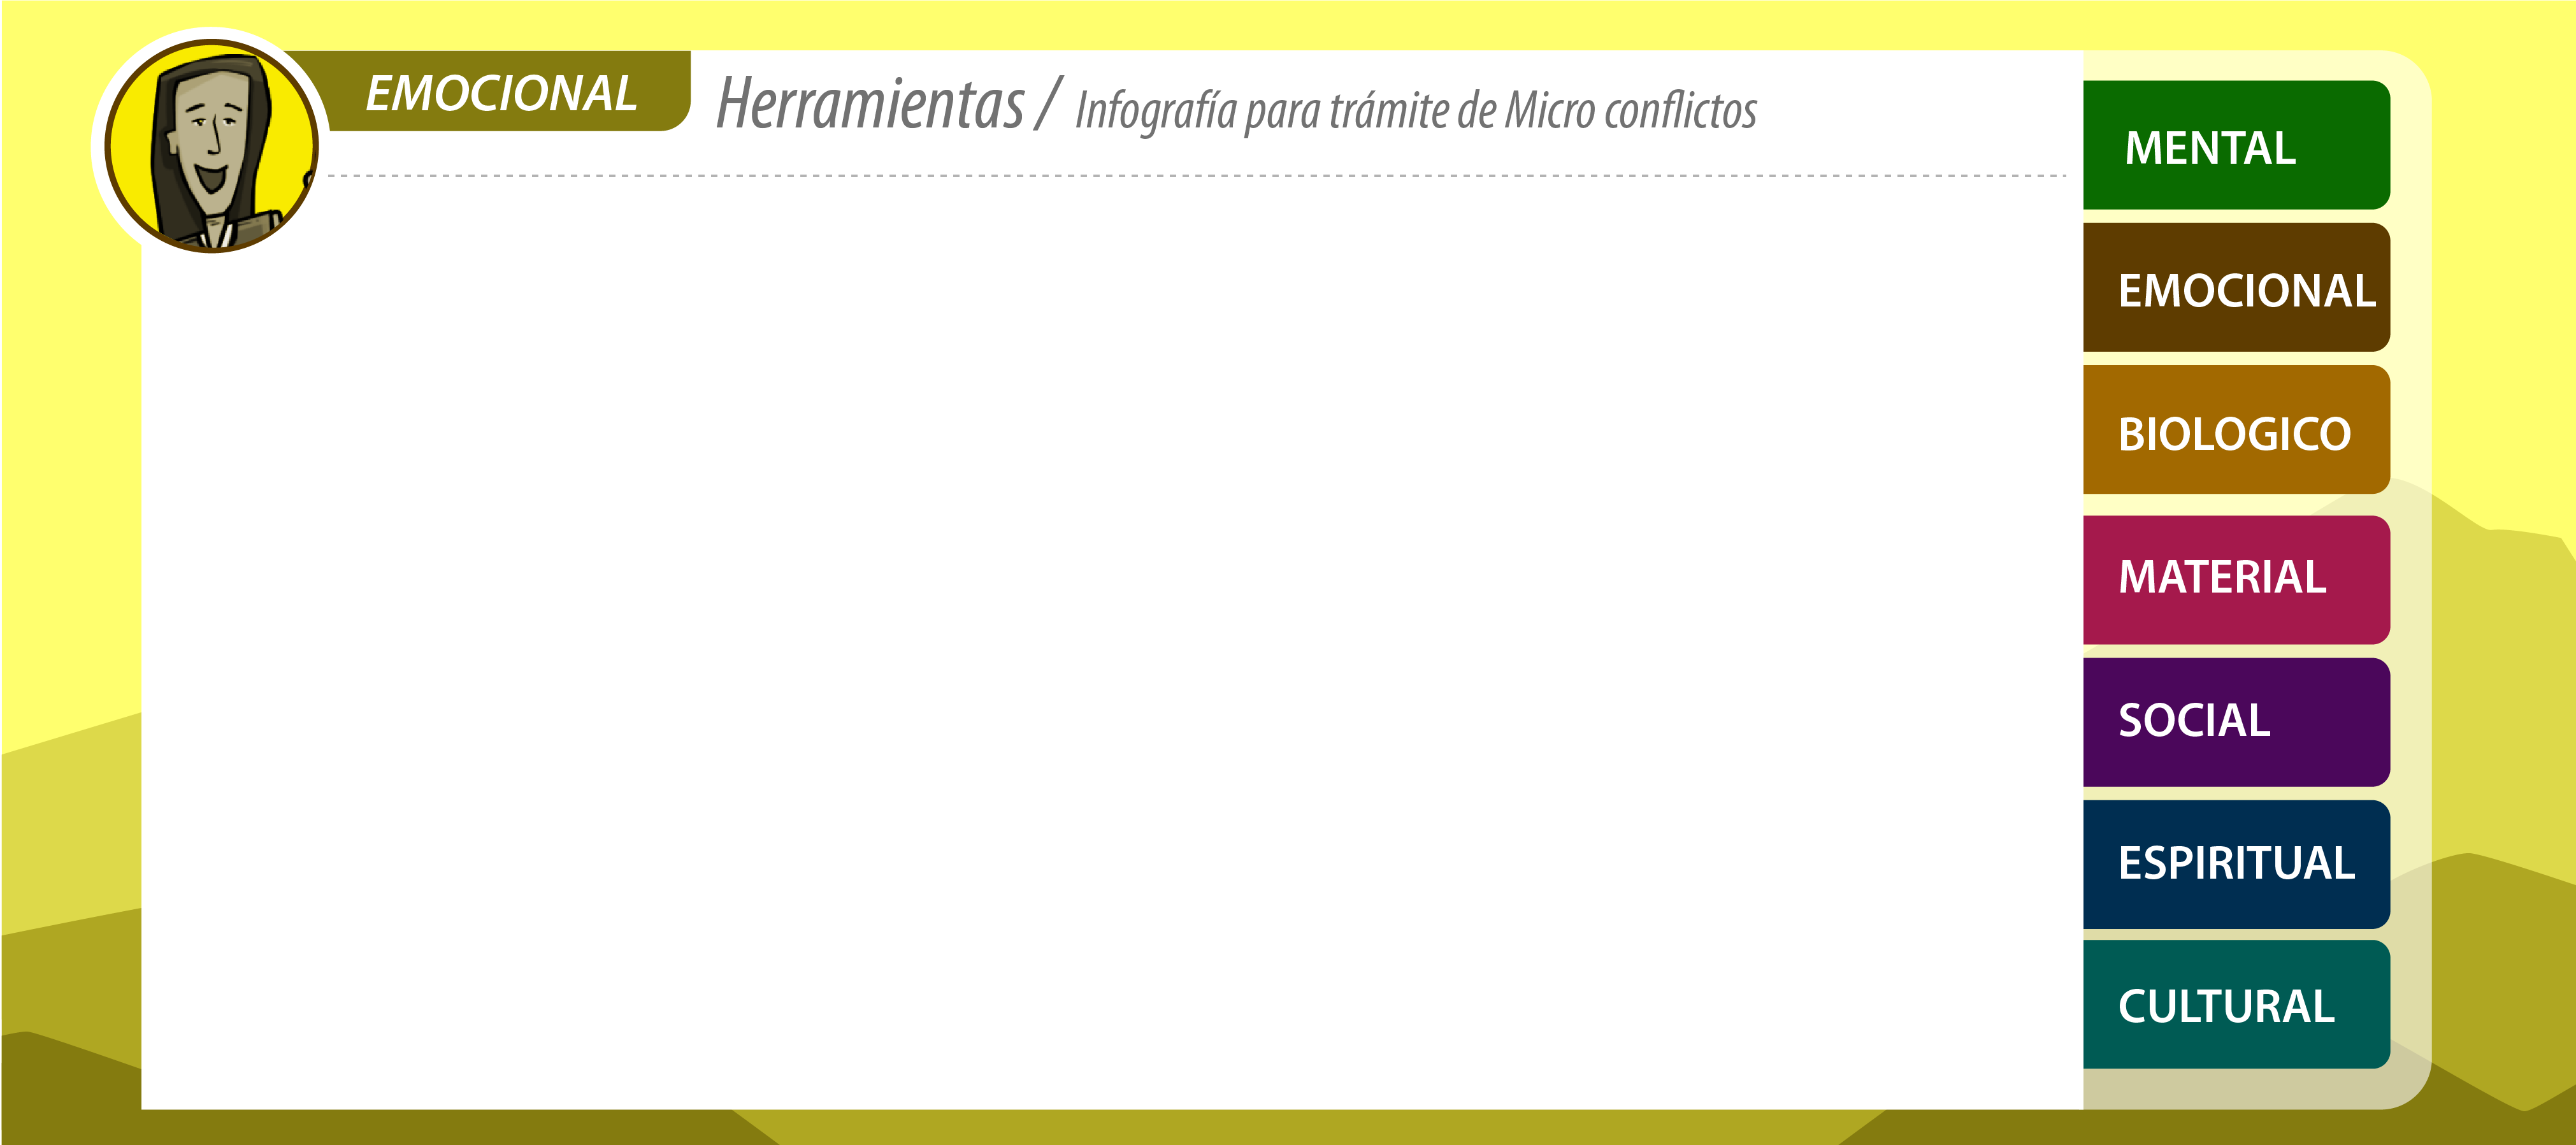 EMOCIONAL
Herramientas / Infografía para trámite de Micro conflictos
MENTAL
EMOCIONAL
BIOLOGICO
MATERIAL
SOCIAL
ESPIRITUAL
CULTURAL